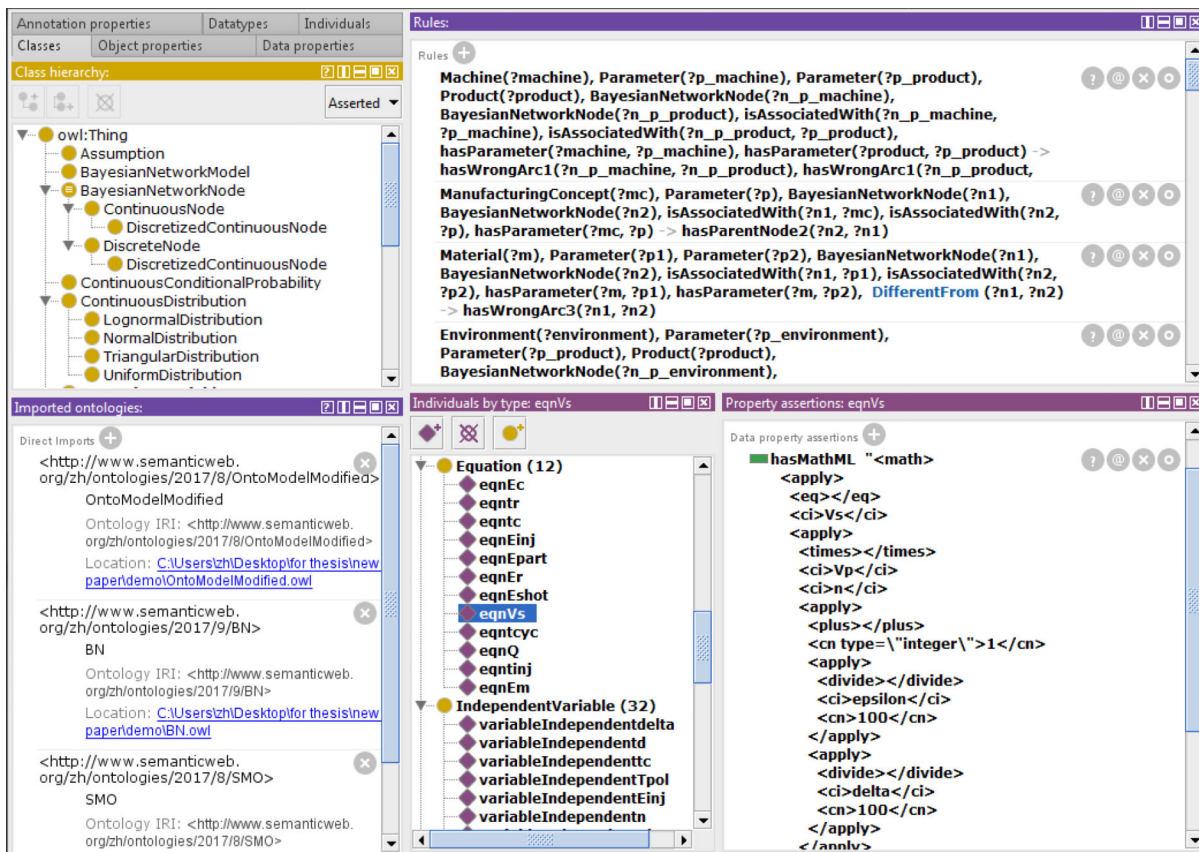 Annotation properties Datatypes Individuals
Classes Object properties Data properties
Class hierarchy:
Asserted
owl:Thing
Assumption
BayesianNetworkModel
BayesianNetworkNode
ContinuousNode
DiscretizedContinuousNode
DiscreteNode
DiscretizedContinuousNode
ContinuousConditionalProbability
ContinuousDistribution
LognormalDistribution
NormalDistribution
TriangularDistribution
UniformDistribution
Rules:
Rules
Machine(?machine), Parameter(?p_machine), Parameter(?p_product),
Product(?product), BayesianNetworkNode(?n_p_machine),
BayesianNetworkNode(?n_p_product), isAssociatedWith(?n_p_machine,
?p_machine), isAssociatedWith(?n_p_product, ?p_product),
hasParameter(?machine, ?p_machine), hasParameter(?product, ?p_product) ->
hasWrongArc1(?n_p_machine, ?n_p_product), hasWrongArc1(?n_p_product,
ManufacturingConcept(?mc), Parameter(?p), BayesianNetworkNode(?n1),
BayesianNetworkNode(?n2), isAssociatedWith(?n1, ?mc), isAssociatedWith(?n2,
?p), hasParameter(?mc, ?p) -> hasParentNode2(?n2, ?n1)
Material(?m), Parameter(?p1), Parameter(?p2), BayesianNetworkNode(?n1),
BayesianNetworkNode(?n2), isAssociatedWith(?n1, ?p1), isAssociatedWith(?n2,
?p2), hasParameter(?m, ?p1), hasParameter(?m, ?p2), DifferentFrom (?n1, ?n2)
-> hasWrongArc3(?n1, ?n2)
Environment(?environment), Parameter(?p_environment),
Parameter(?p_product), Product(?product),
BayesianNetworkNode(?n_p_environment),
Imported ontologies:
Direct Imports
<http://www.semanticweb.
org/zh/ontologies/2017/8/OntoModelModified>
OntoModelModified
Ontology IRI: <http://www.semanticweb.
org/zh/ontologies/2017/8/OntoModelModified>
Location: C:\Users\zh\Desktop\for thesis\new
paper\demo\OntoModelModified.owl
<http://www.semanticweb.
org/zh/ontologies/2017/9/BN>
BN
Ontology IRI: <http://www.semanticweb.
org/zh/ontologies/2017/9/BN>
Location: C:\Users\zh\Desktop\for thesis\new
paper\demo\BN.owl
<http://www.semanticweb.
org/zh/ontologies/2017/8/SMO>
SMO
Ontology IRI: <http://www.semanticweb.
org/zh/ontologies/2017/8/SMO>
Individuals by type: eqnVs
Equation (12)
eqnEc
eqntr
eqntc
eqnEinj
eqnEpart
eqnEr
eqnEshot
eqnVs
eqntcyc
eqnQ
eqntinj
eqnEm
IndependentVariable (32)
variableIndependentdelta
variableIndependentd
variableIndependenttc
variableIndependentTpol
variableIndependentEinj
variableIndependentn
Property assertions: eqnVs
Data property assertions
hasMathML "<math>
<apply>
<eq></eq>
<ci>Vs</ci>
<apply>
<times></times>
<ci>Vp</ci>
<ci>n</ci>
<apply>
<plus></plus>
<cn type=\"integer\">1</cn>
<apply>
<divide></divide>
<ci>epsilon</ci>
<cn>100</cn>
</apply>
<apply>
<divide></divide>
<ci>delta</ci>
<cn>100</cn>
</apply>
</apply>